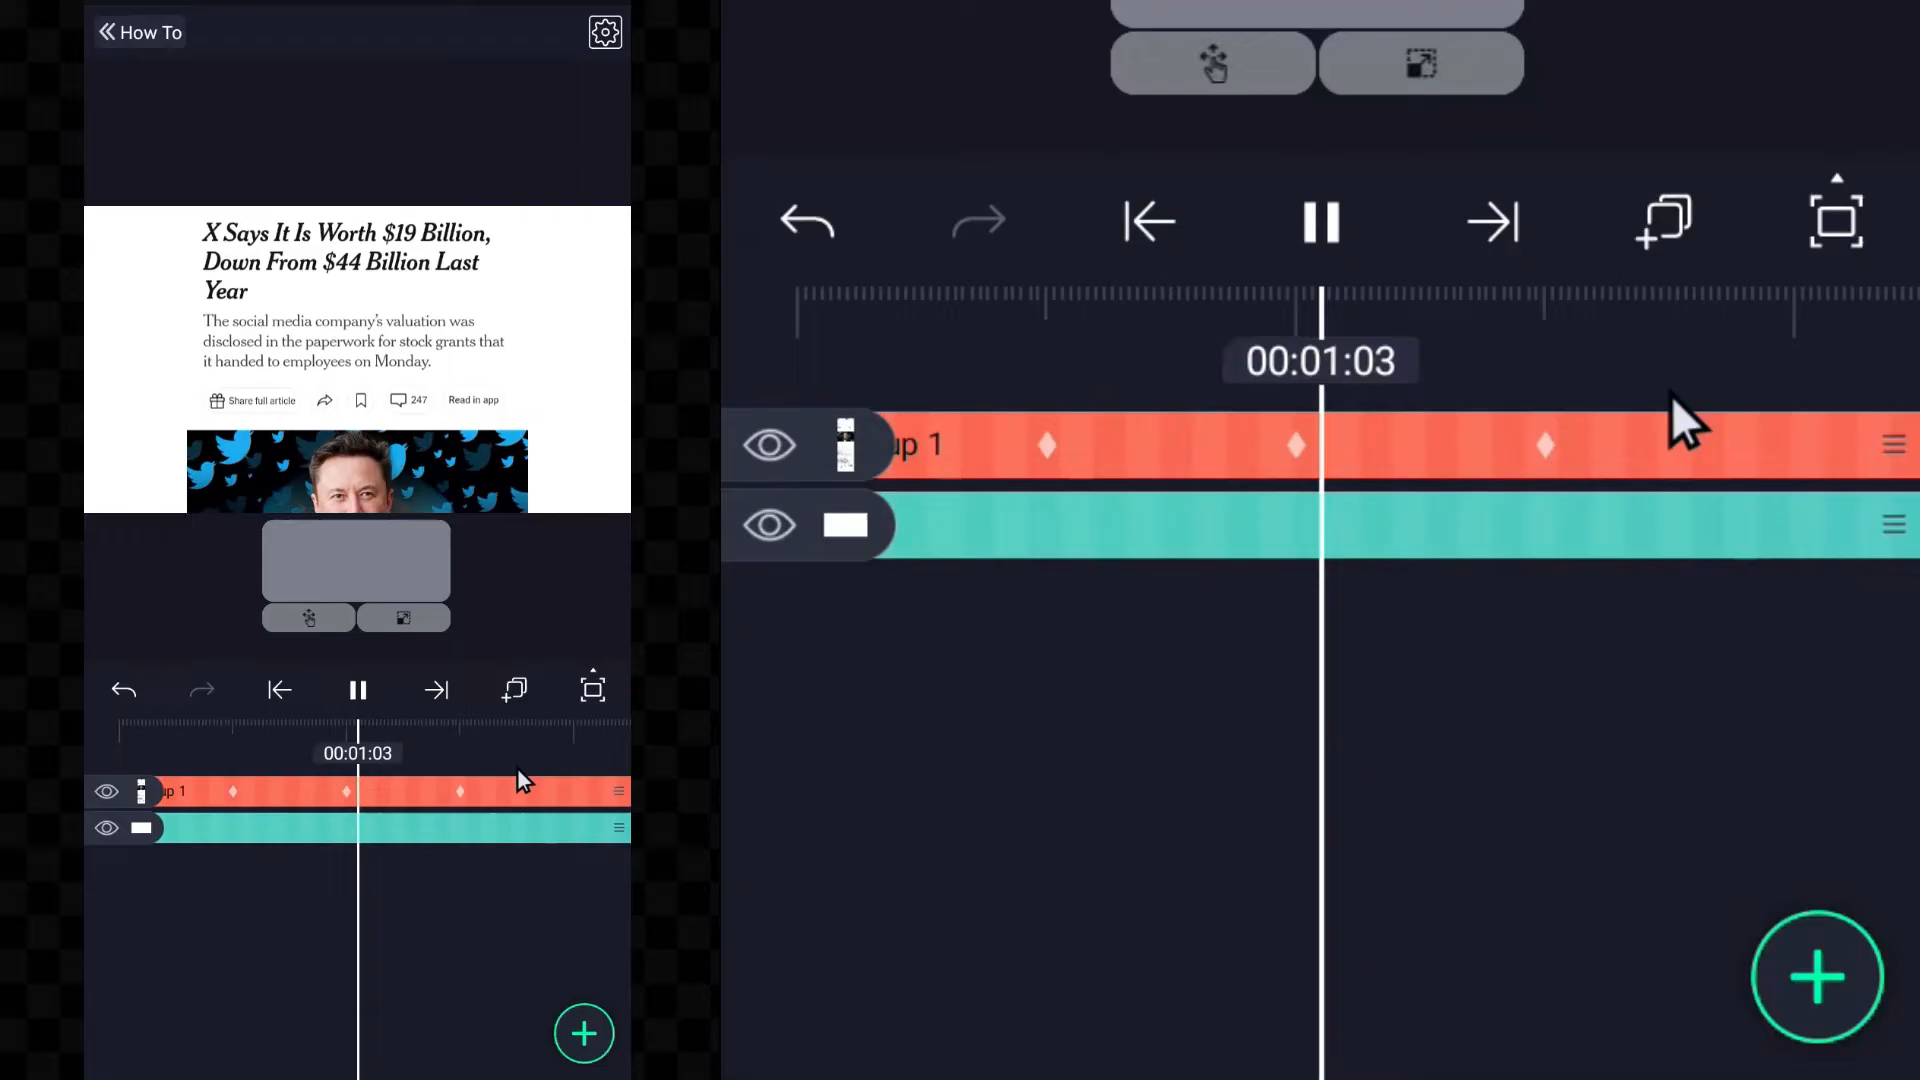 How To
X Says It Is Worth $19 Billion,
Down From $44 Billion Last
Year
The social media company's valuation was
disclosed in the paperwork for stock grants that
it handed to employees on Monday.
Share full article
247
Read in app
00:01:03
up 1
00:01:03
up 1